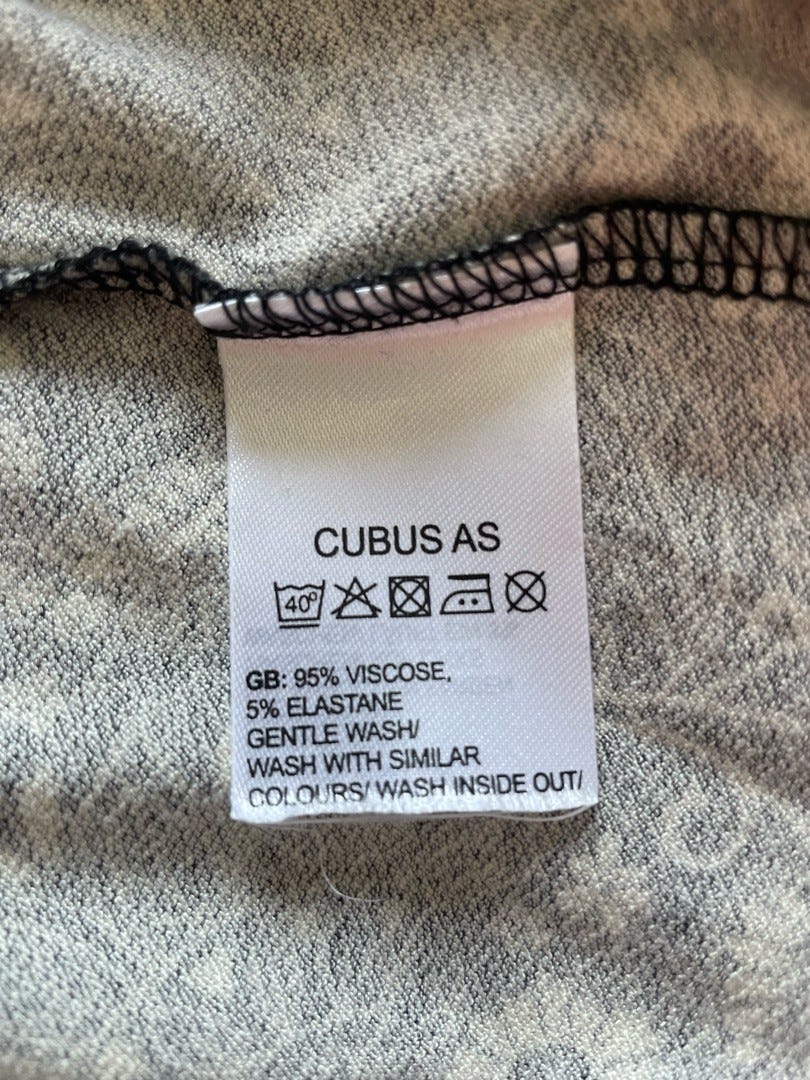 CUBUS AS
40°
GB: 95% VISCOSE,
5% ELASTANE
GENTLE WASH/
WASH WITH SIMILAR
COLOURS/ WASH INSIDE OUT/